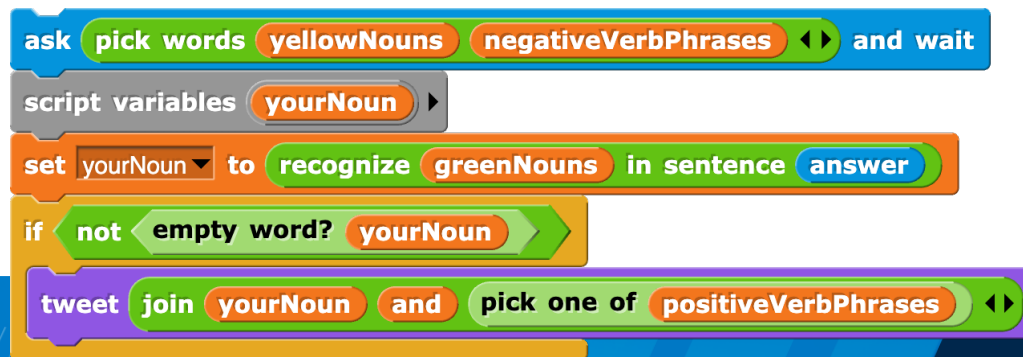 ask pick words yellowNouns negativeVerbPhrases and wait
script variables yourNoun
set yourNoun to recognize greenNouns in sentence answer
if not empty word? yourNoun
tweet join yourNoun and pick one of positiveVerbPhrases